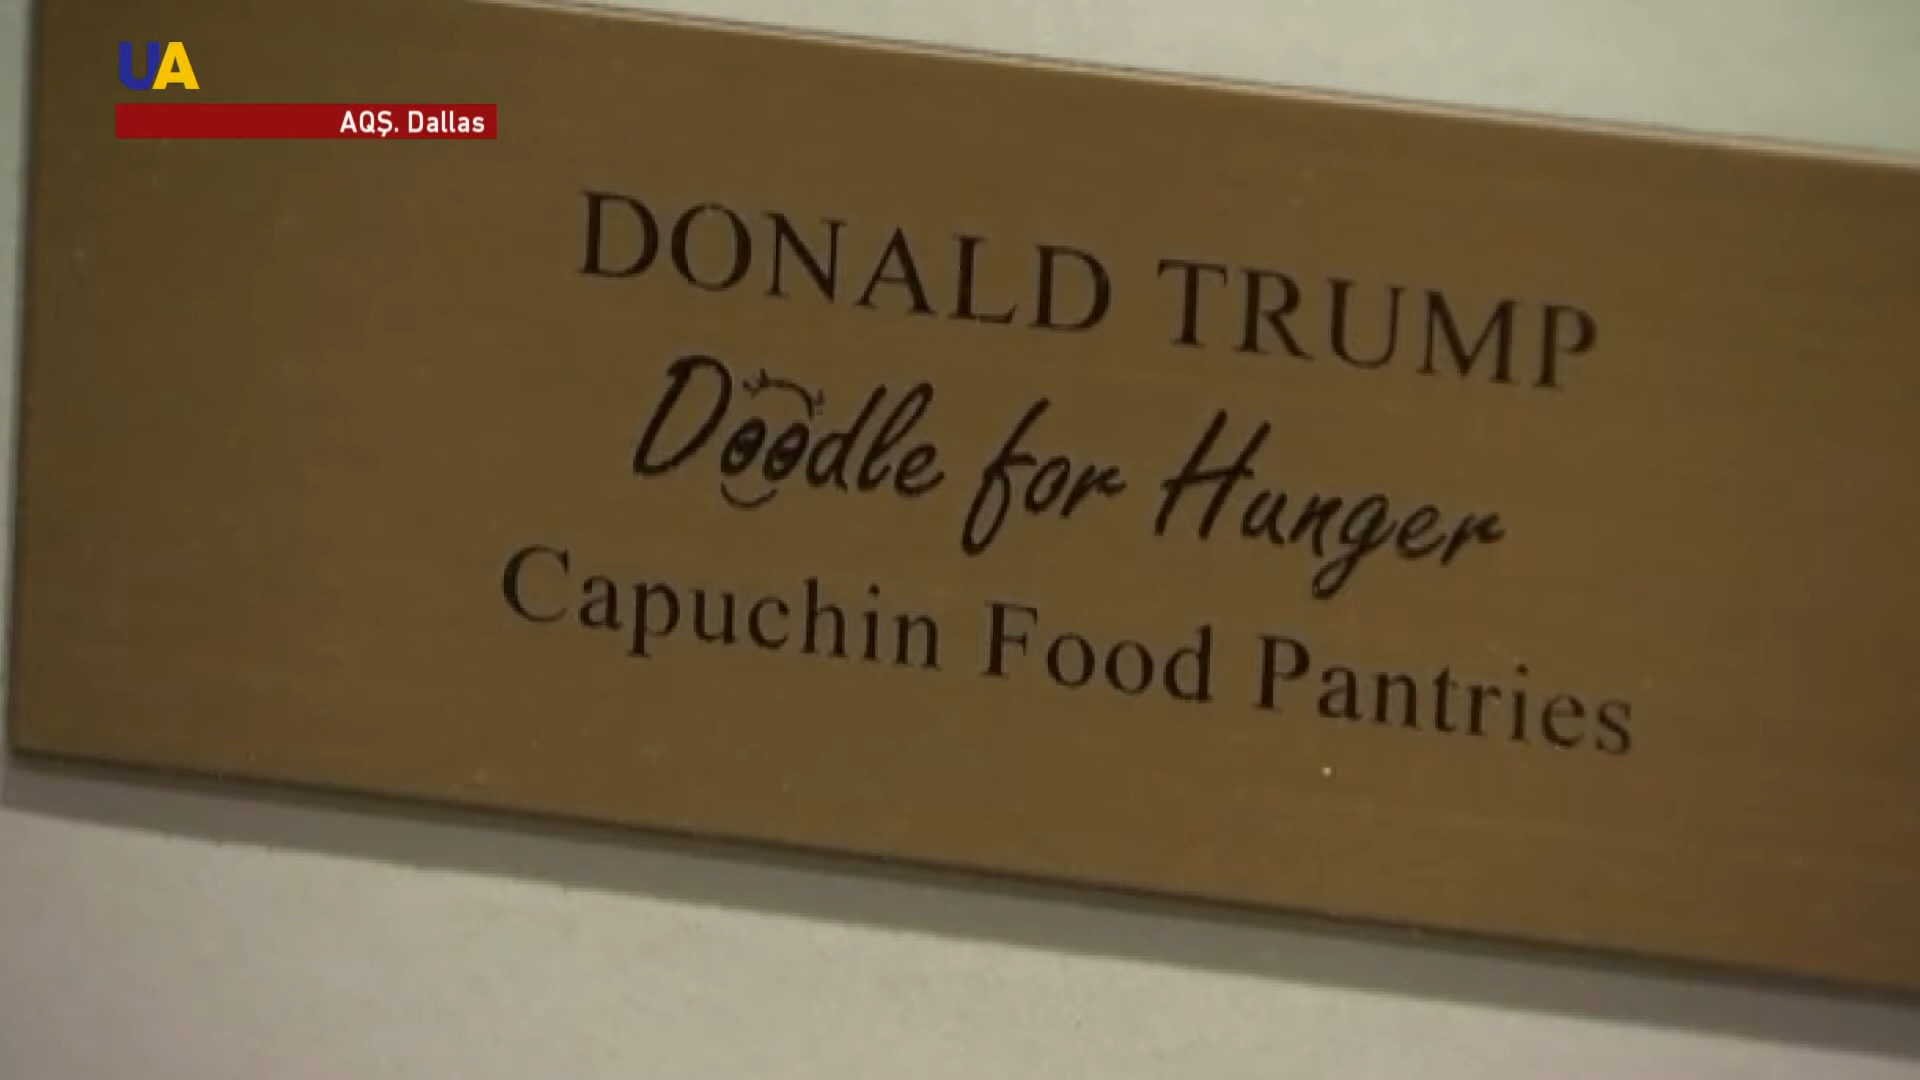 UA
AQŞ. Dallas
DONALD TRUMP
Doodle for Hunger
Capuchin Food Pantries